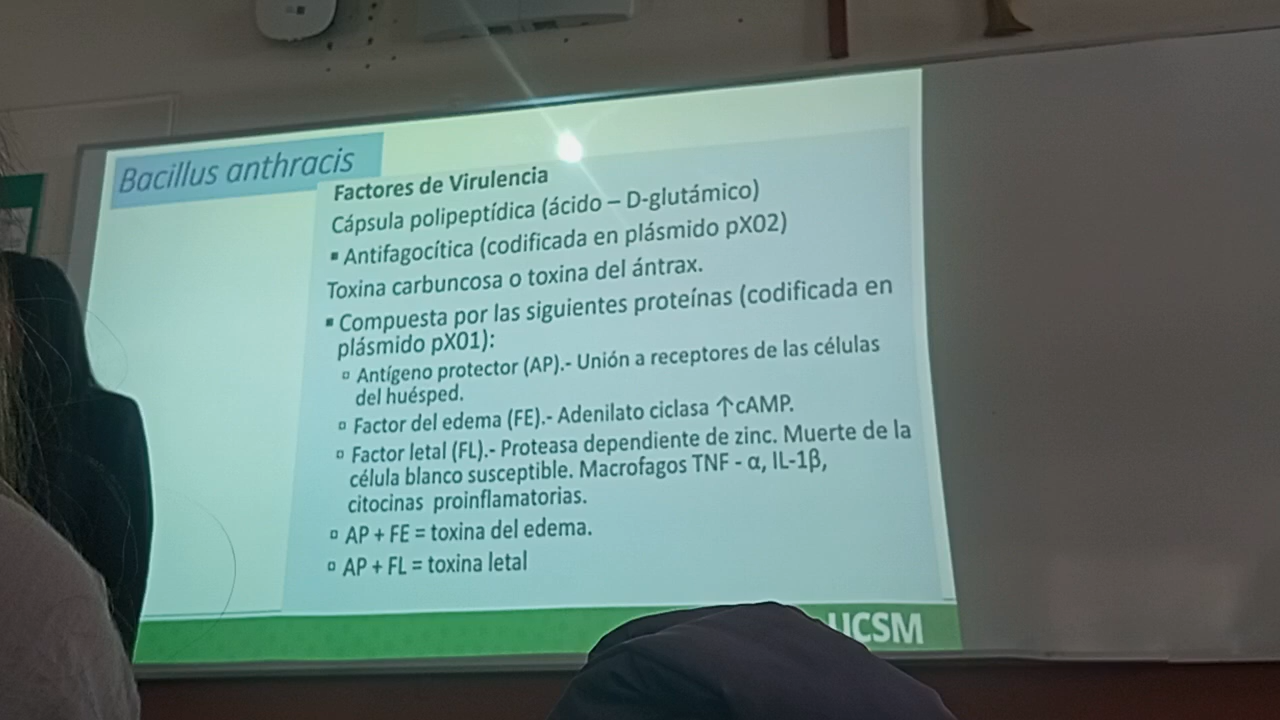 Bacillus anthracis
Factores de Virulencia
Cápsula polipeptídica (ácido – D-glutámico)
▪ Antifagocítica (codificada en plásmido pX02)
Toxina carbuncosa o toxina del ántrax.
▪ Compuesta por las siguientes proteínas (codificada en
plásmido pX01):
▫ Antígeno protector (AP).- Unión a receptores de las células
del huésped.
▫ Factor del edema (FE).- Adenilato ciclasa ↑cAMP.
▫ Factor letal (FL).- Proteasa dependiente de zinc. Muerte de la
célula blanco susceptible. Macrofagos TNF - α, IL-1β,
citocinas proinflamatorias.
▫ AP + FE = toxina del edema.
▫ AP + FL = toxina letal
UCSM